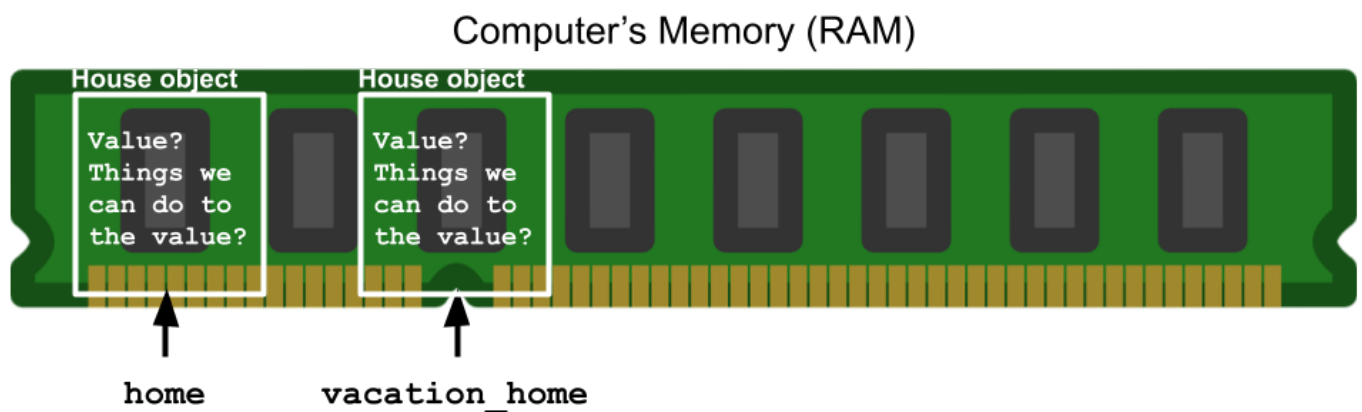 Computer’s Memory (RAM)
House object
Value?
Things we
can do to
the value?
House object
Value?
Things we
can do to
the value?
home
vacation_home